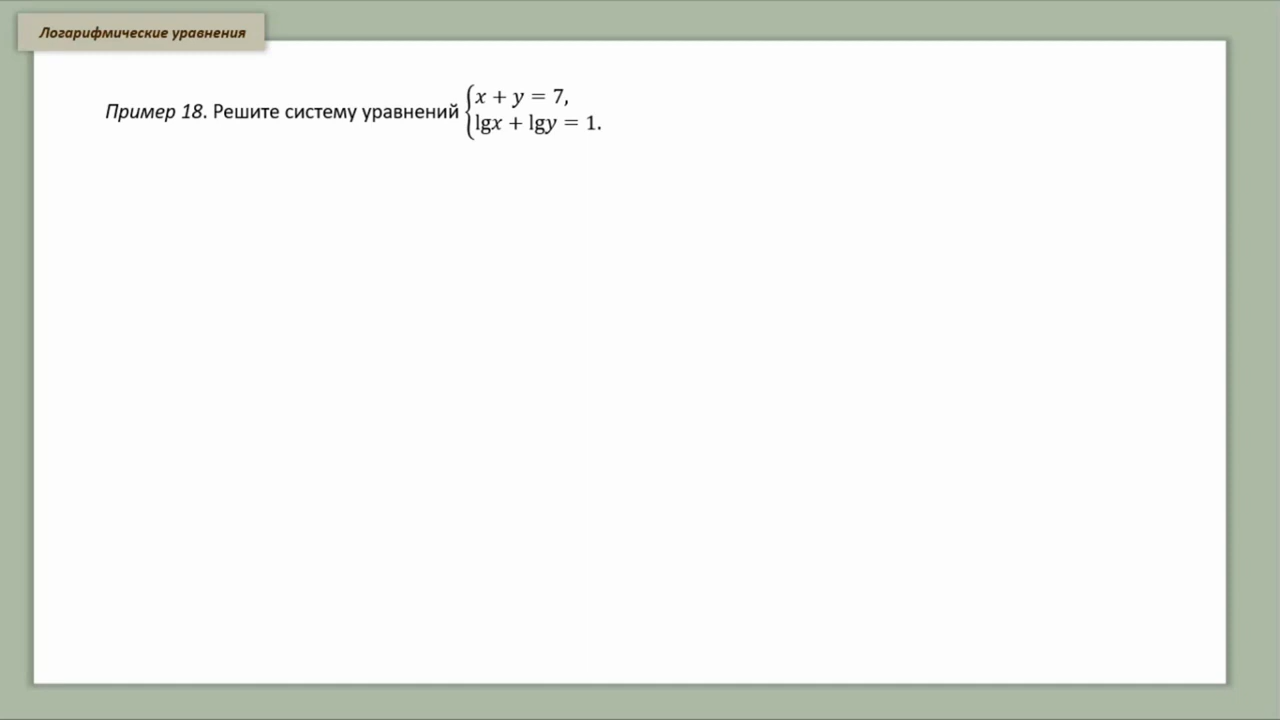 Логарифмические уравнения
Пример 18. Решите систему уравнений {x + y = 7,
lgx + lgy = 1.